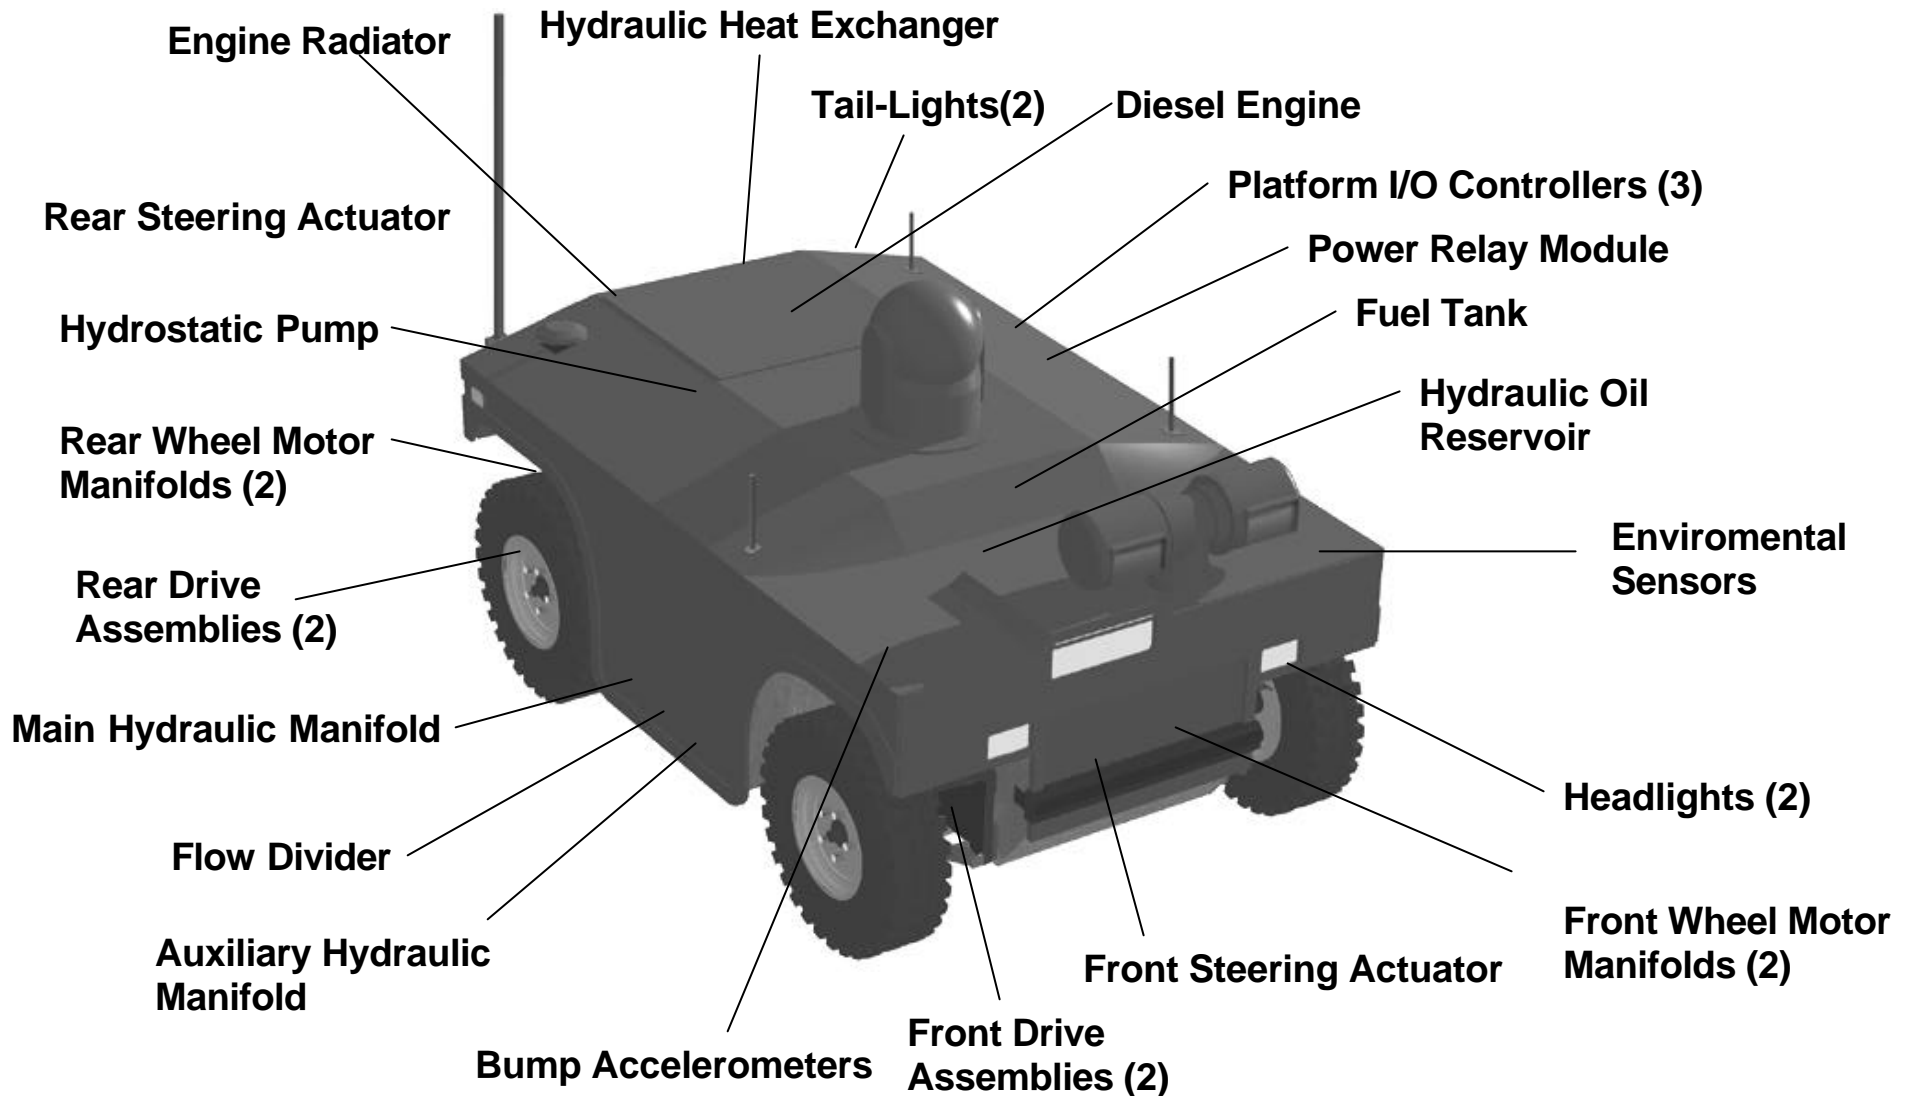 Engine Radiator
Hydraulic Heat Exchanger
Tail-Lights(2)
Diesel Engine
Platform I/O Controllers (3)
Rear Steering Actuator
Power Relay Module
Fuel Tank
Hydrostatic Pump
Hydraulic Oil
Reservoir
Rear Wheel Motor
Manifolds (2)
Enviromental
Sensors
Rear Drive
Assemblies (2)
Main Hydraulic Manifold
Headlights (2)
Flow Divider
Front Wheel Motor
Manifolds (2)
Auxiliary Hydraulic
Manifold
Front Steering Actuator
Bump Accelerometers
Front Drive
Assemblies (2)